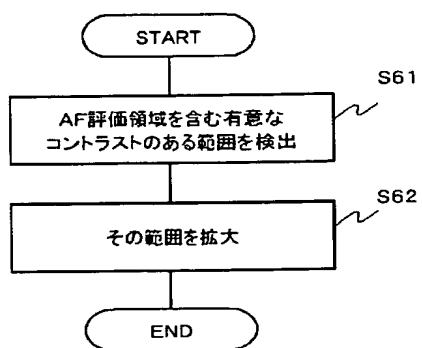 START
S61
AF評価領域を含む有意な
コントラストのある範囲を検出
S62
その範囲を拡大
END